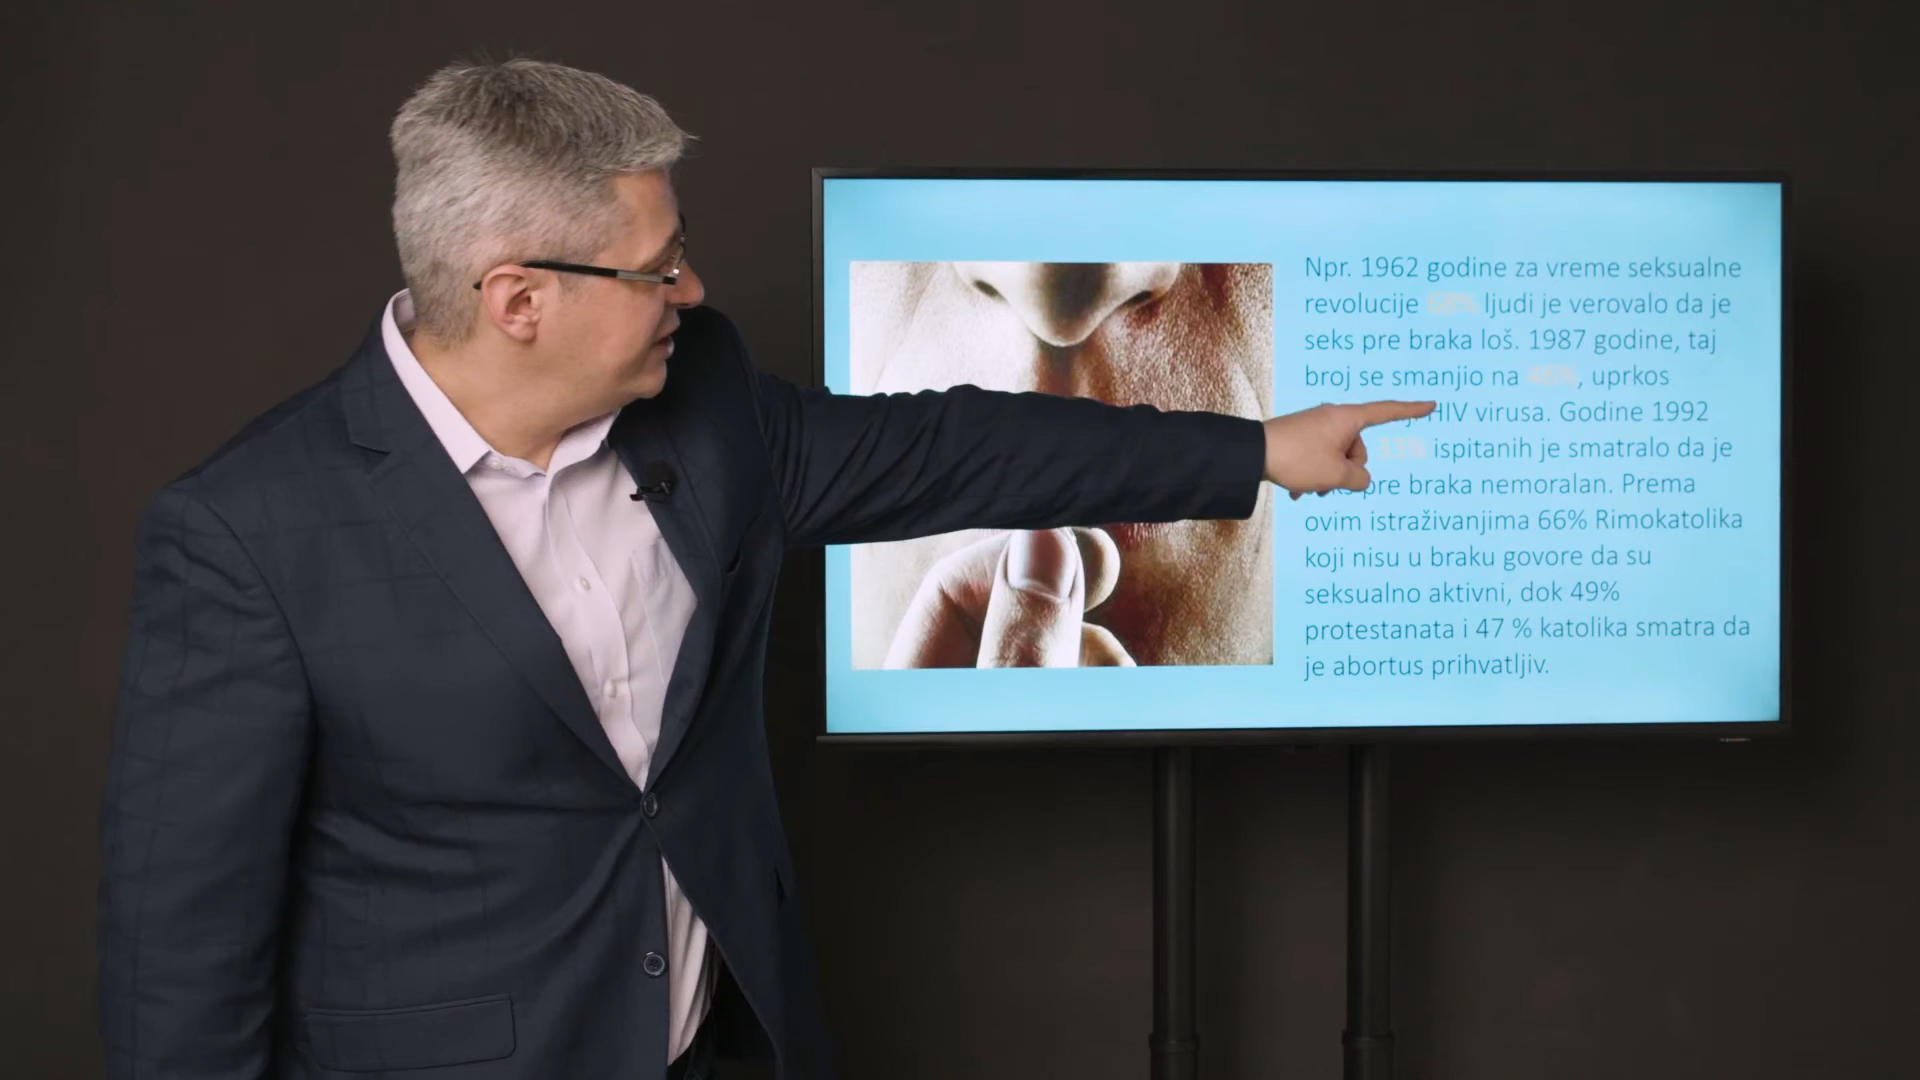 Npr. 1962 godine za vreme seksualne
revolucije 68% ljudi je verovalo da je
seks pre braka loš. 1987 godine, taj
broj se smanjio na 46%, uprkos
HIV virusa. Godine 1992
33% ispitanih je smatralo da je
pre braka nemoralan. Prema
ovim istraživanjima 66% Rimokatolika
koji nisu u braku govore da su
seksualno aktivni, dok 49%
protestanata i 47 % katolika smatra da
je abortus prihvatljiv.